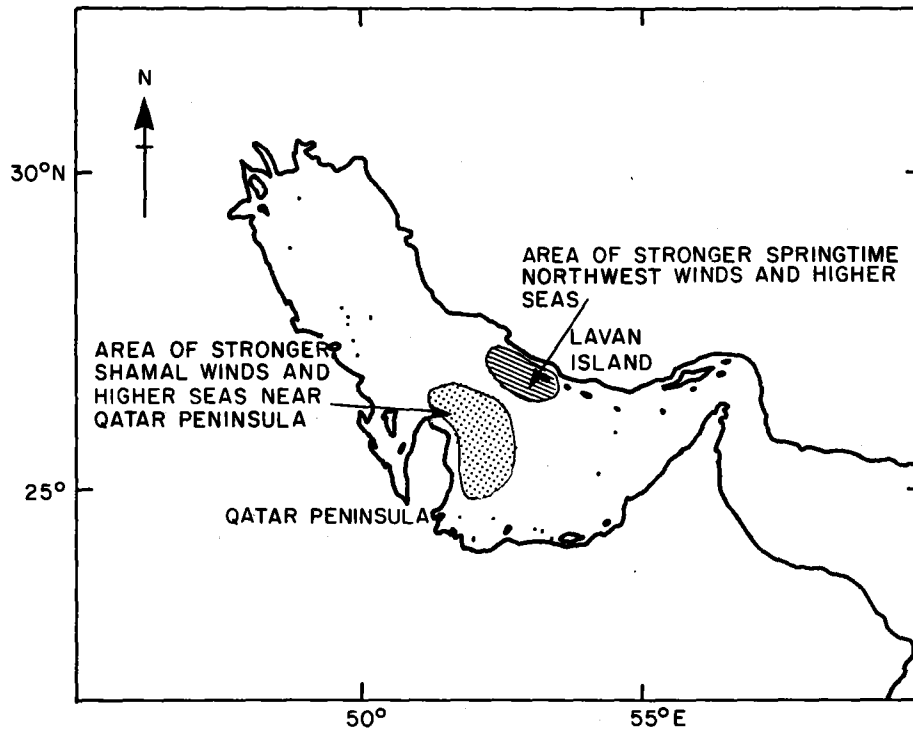 N
30°N
AREA OF STRONGER SPRINGTIME
NORTHWEST WINDS AND HIGHER
SEAS
LAVAN
ISLAND
AREA OF STRONGER
SHAMAL WINDS AND
HIGHER SEAS NEAR
QATAR PENINSULA
25°N
QATAR PENINSULA
50°
55°E